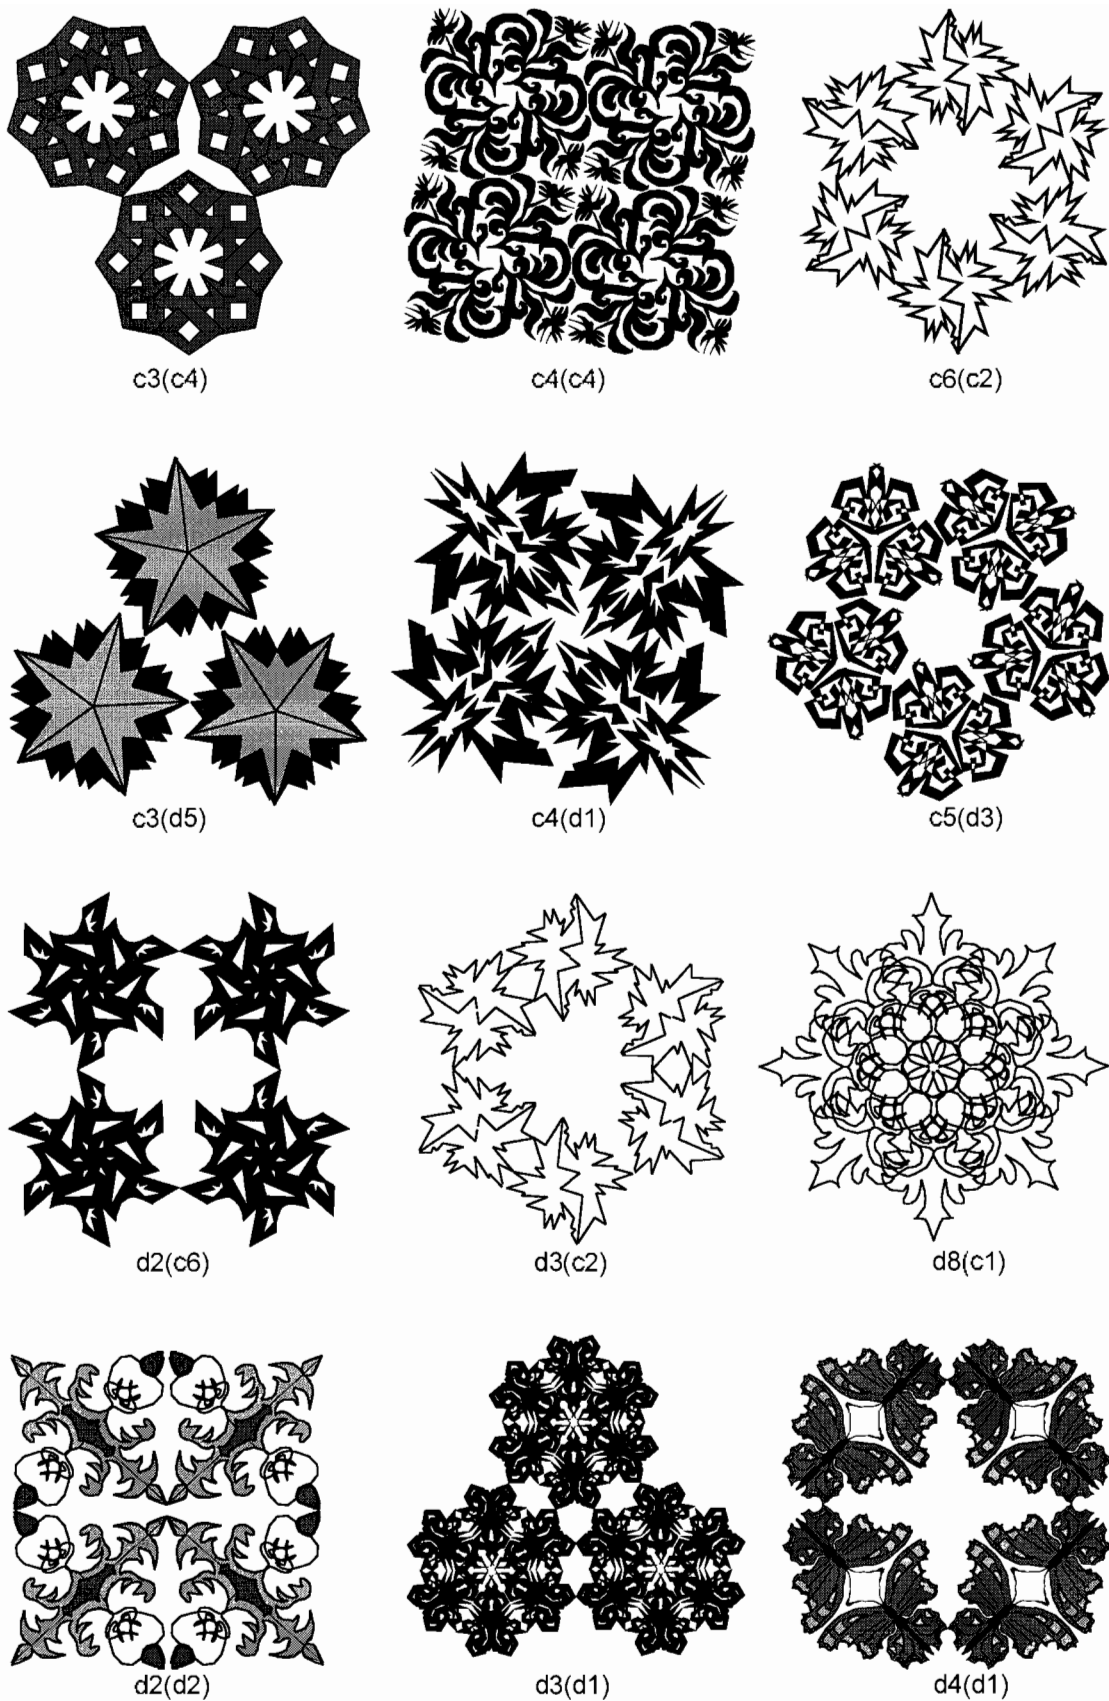 c3(c4) c4(c4) c6(c2)
c3(d5) c4(d1) c5(d3)
d2(c6) d3(c2) d8(c1)
d2(d2) d3(d1) d4(d1)